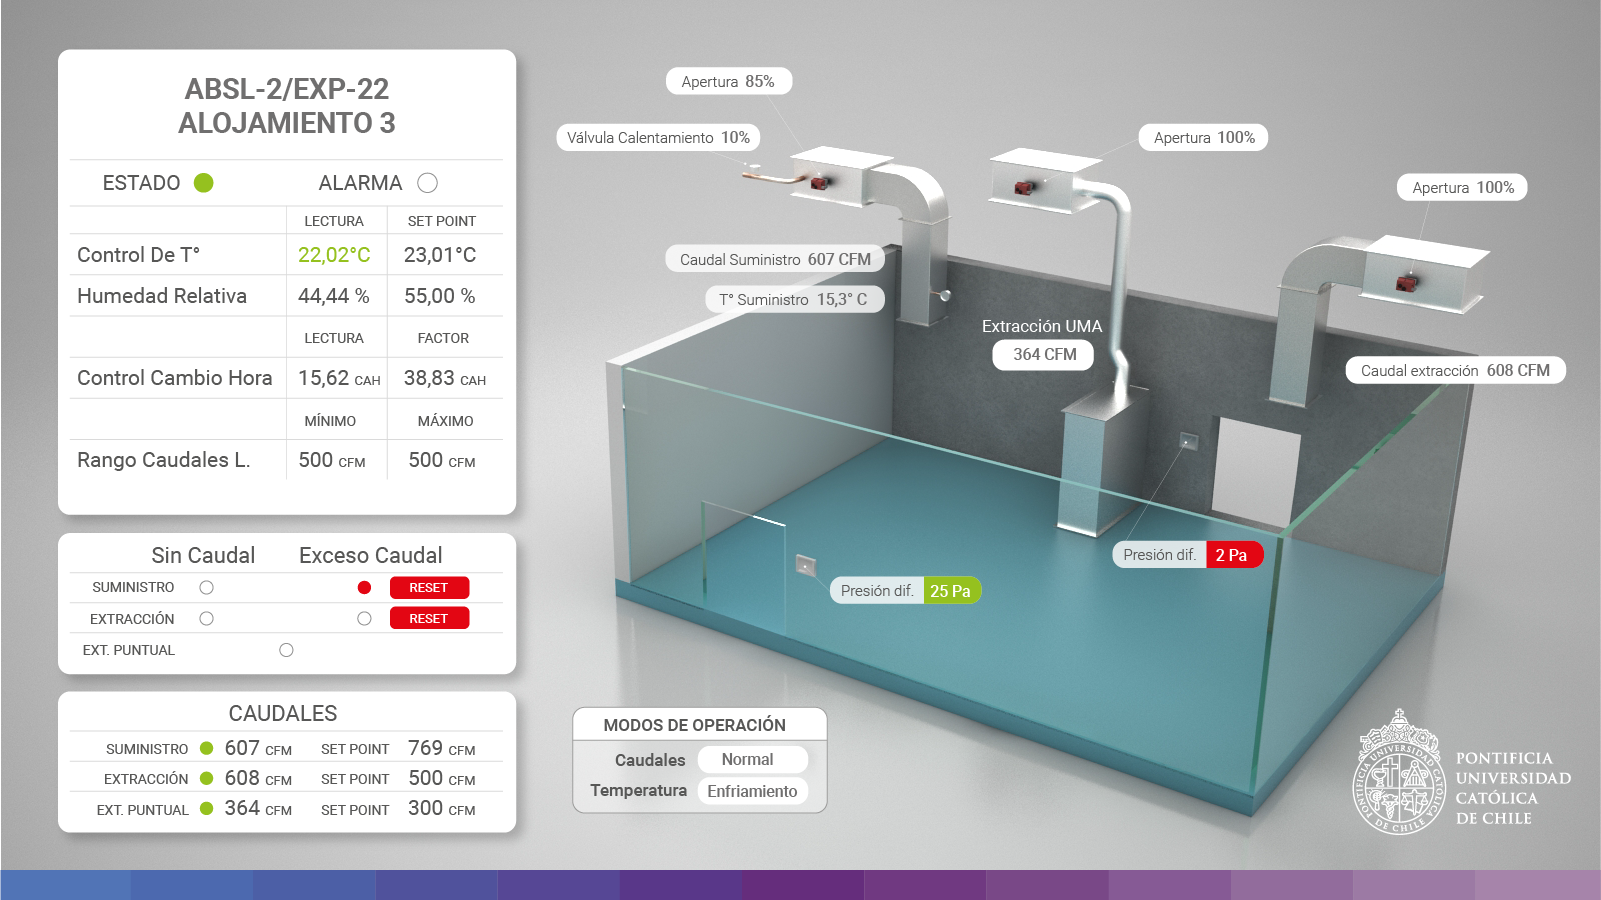 ABSL-2/EXP-22
ALOJAMIENTO 3
ESTADO ALARMA
LECTURA SET POINT
Control De T° 22,02°C 23,01°C
Humedad Relativa 44,44 % 55,00 %
LECTURA FACTOR
Control Cambio Hora 15,62 CAH 38,83 CAH
MÍNIMO MÁXIMO
Rango Caudales L. 500 CFM 500 CFM
Sin Caudal Exceso Caudal
SUMINISTRO RESET
EXTRACCIÓN RESET
EXT. PUNTUAL
CAUDALES
SUMINISTRO 607 CFM SET POINT 769 CFM
EXTRACCIÓN 608 CFM SET POINT 500 CFM
EXT. PUNTUAL 364 CFM SET POINT 300 CFM
Apertura 85%
Válvula Calentamiento 10%
Apertura 100%
Apertura 100%
Caudal Suministro 607 CFM
T° Suministro 15,3° C
Extracción UMA
364 CFM
Caudal extracción 608 CFM
Presión dif. 2 Pa
Presión dif. 25 Pa
MODOS DE OPERACIÓN
Caudales Normal
Temperatura Enfriamiento
PONTIFICIA UNIVERSIDAD CATÓLICA DE CHILE
PONTIFICIA
UNIVERSIDAD
CATÓLICA
DE CHILE